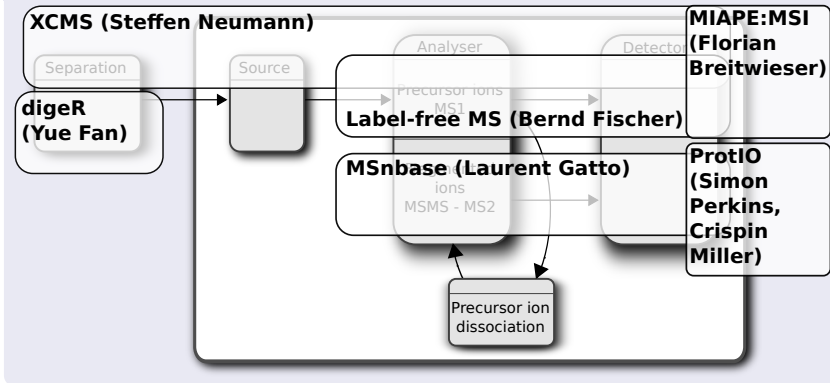 XCMS (Steffen Neumann)
MIAPE:MSI
(Florian
Breitwieser)
Separation
Source
Analyser
Detector
digeR
(Yue Fan)
Precursor ions
MS1
Label-free MS (Bernd Fischer)
MSnbase (Laurent Gatto)
ions
MSMS - MS2
ProtIO
(Simon
Perkins,
Crispin
Miller)
Precursor ion
dissociation